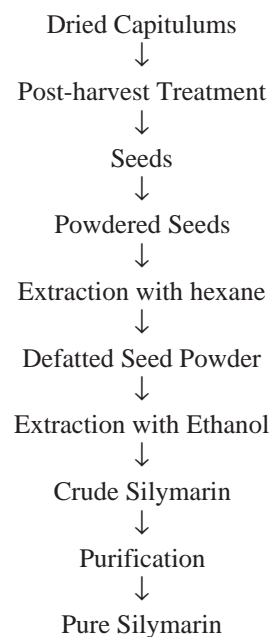 Dried Capitulums
↓
Post-harvest Treatment
↓
Seeds
↓
Powdered Seeds
↓
Extraction with hexane
↓
Defatted Seed Powder
↓
Extraction with Ethanol
↓
Crude Silymarin
↓
Purification
↓
Pure Silymarin